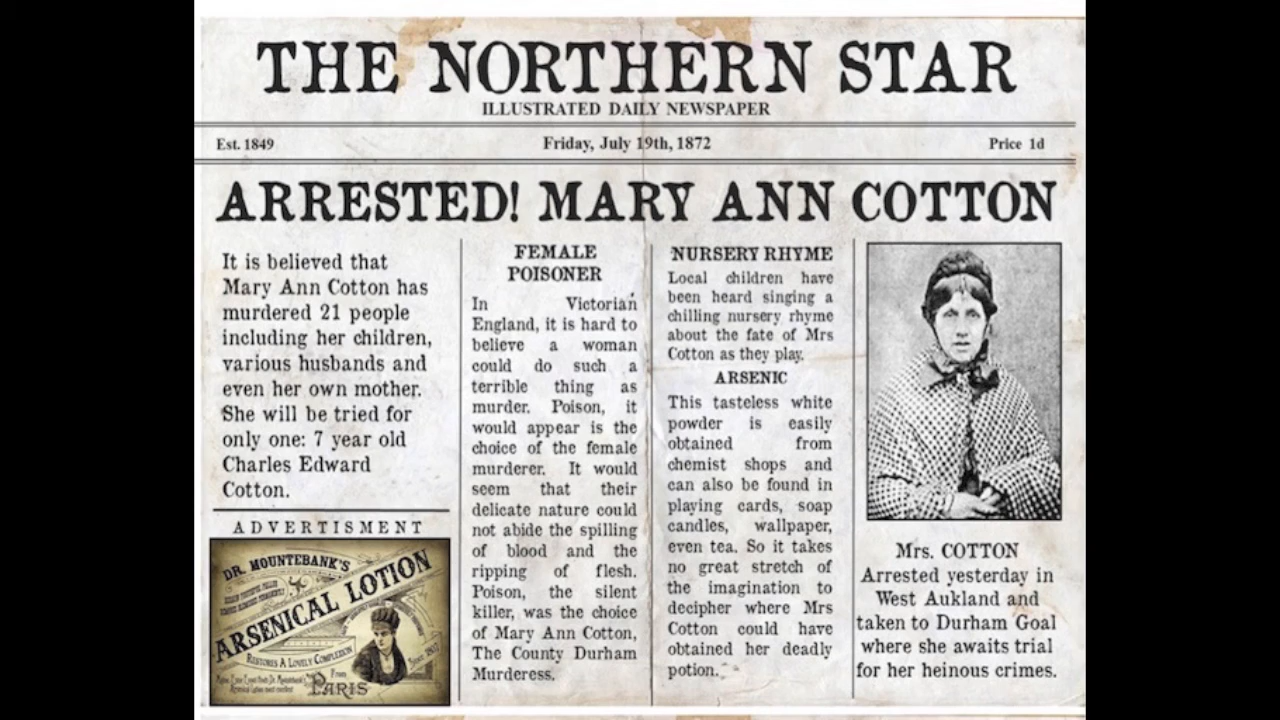 THE NORTHERN STAR
ILLUSTRATED DAILY NEWSPAPER
Est. 1849
Friday, July 19th, 1872
Price 1d
ARRESTED! MARY ANN COTTON
It is believed that
Mary Ann Cotton has
murdered 21 people
including her children,
various husbands and
even her own mother.
She will be tried for
only one: 7 year old
Charles Edward
Cotton.
ADVERTISMENT
DR. MOUNTEBANK'S
ARSENICAL LOTION
RESTORES A LOVELY COMPLEXION
From
PARIS
FEMALE
POISONER
In Victorian
England, it is hard to
believe a woman
could do such a
terrible thing as
murder. Poison, it
would appear is the
choice of the female
murderer. It would
seem that their
delicate nature could
not abide the spilling
of blood and the
ripping of flesh.
Poison, the silent
killer, was the choice
of Mary Ann Cotton,
The County Durham
Murderess.
NURSERY RHYME
Local children have
been heard singing a
chilling nursery rhyme
about the fate of Mrs
Cotton as they play.
ARSENIC
This tasteless white
powder is easily
obtained from
chemist shops and
can also be found in
playing cards, soap
candles, wallpaper,
even tea. So it takes
no great stretch of
the imagination to
decipher where Mrs
Cotton could have
obtained her deadly
potion.
Mrs. COTTON
Arrested yesterday in
West Aukland and
taken to Durham Goal
where she awaits trial
for her heinous crimes.